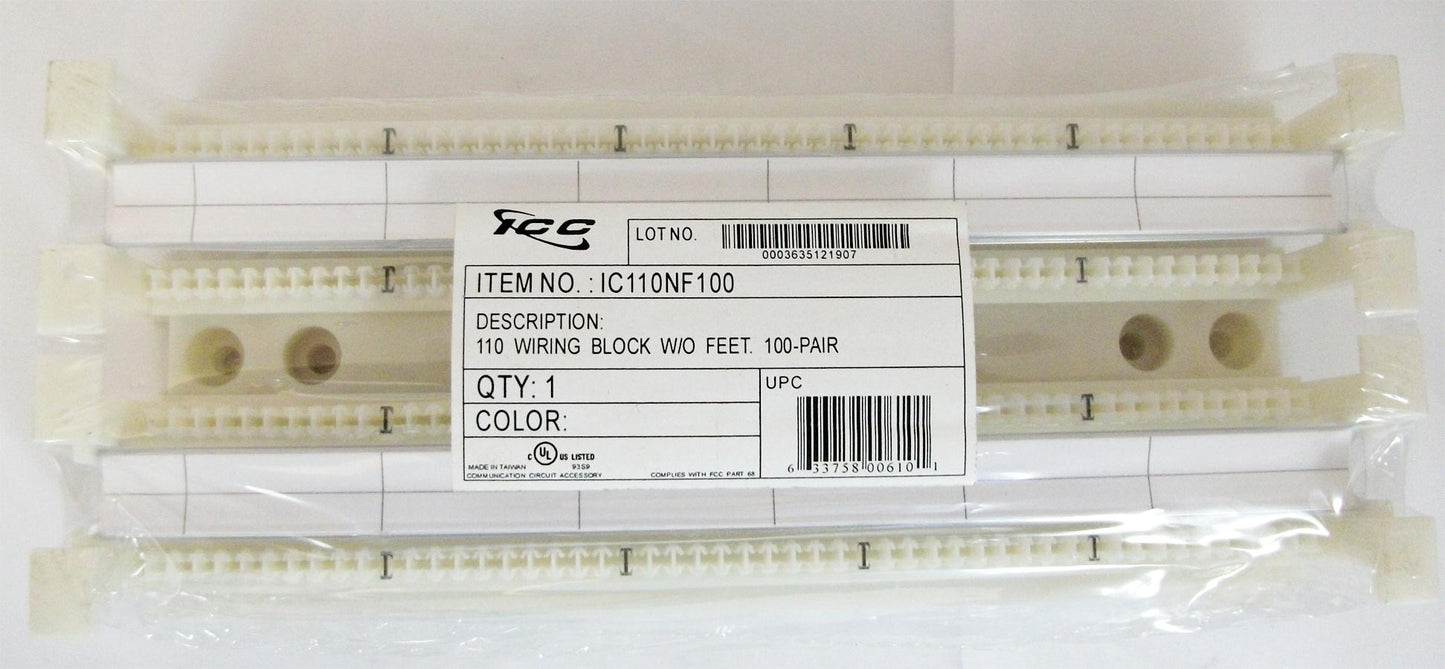 ICC
LOT NO.
0003635121907
ITEM NO. : IC110NF100
DESCRIPTION:
110 WIRING BLOCK W/O FEET. 100-PAIR
QTY: 1
COLOR:
UPC
6 33758 00610 1
C UL US LISTED
MADE IN TAIWAN 93S9
COMMUNICATION CIRCUIT ACCESSORY
COMPLIES WITH FCC PART 68